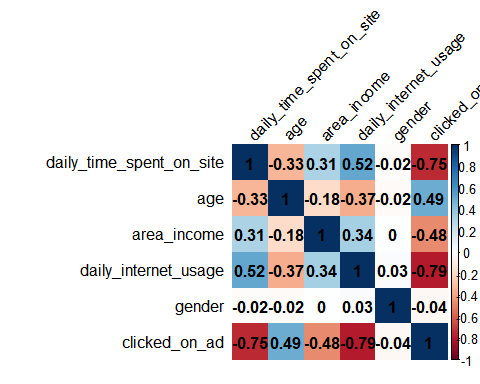 daily_time_spent_on_site
age
area_income
daily_internet_usage
gender
clicked_on
daily_time_spent_on_site 1 -0.33 0.31 0.52 -0.02 -0.75
age -0.33 1 -0.18 -0.37 -0.02 0.49
area_income 0.31 -0.18 1 0.34 0 -0.48
daily_internet_usage 0.52 -0.37 0.34 1 0.03 -0.79
gender -0.02 -0.02 0 0.03 1 -0.04
clicked_on_ad -0.75 0.49 -0.48 -0.79 -0.04 1
1
0.8
0.6
0.4
0.2
0
-0.2
-0.4
-0.6
-0.8
-1